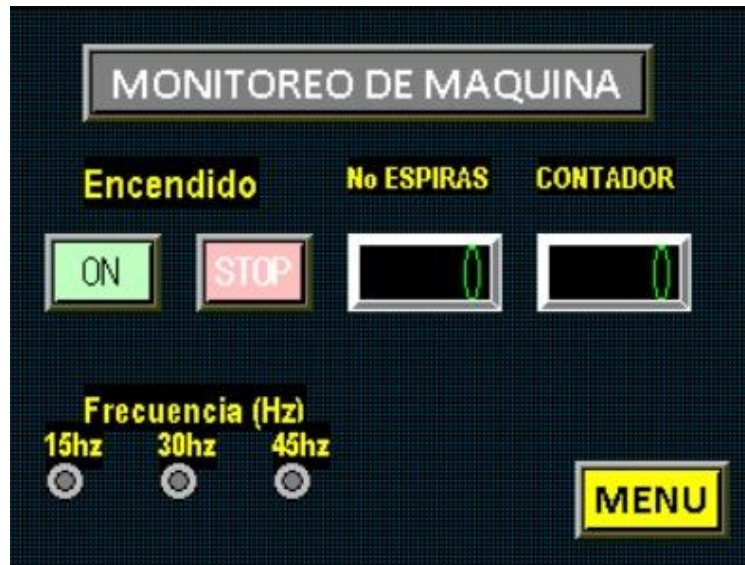 MONITOREO DE MAQUINA
Encendido No ESPIRAS CONTADOR
ON STOP 0 0
Frecuencia (Hz)
15hz 30hz 45hz
MENU